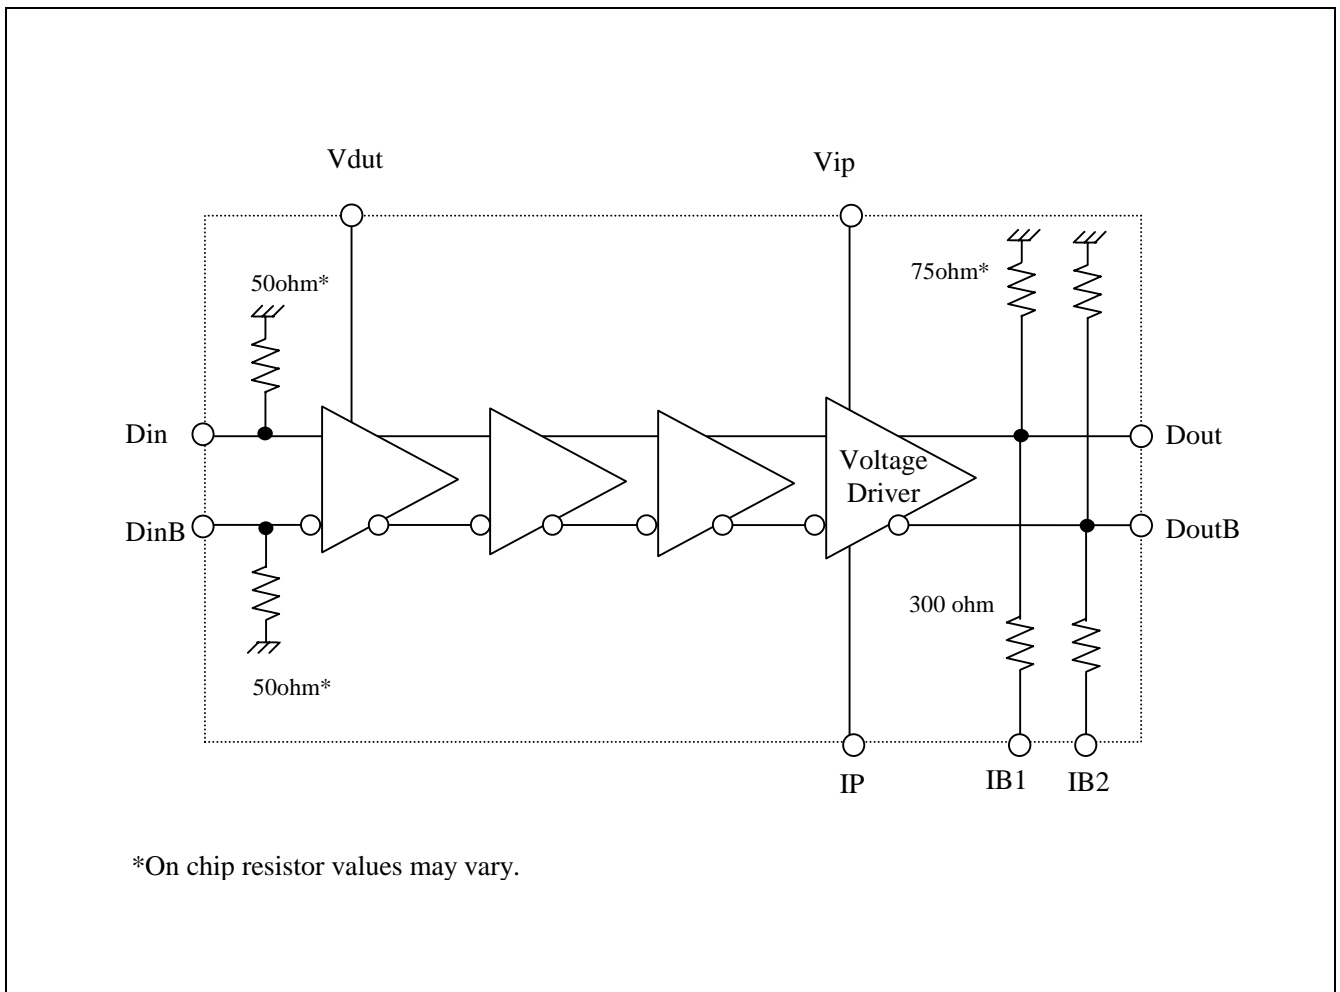 Vdut
Vip
50ohm*
75ohm*
Din
Dout
Voltage
Driver
DinB
DoutB
300 ohm
50ohm*
IP
IB1
IB2
*On chip resistor values may vary.